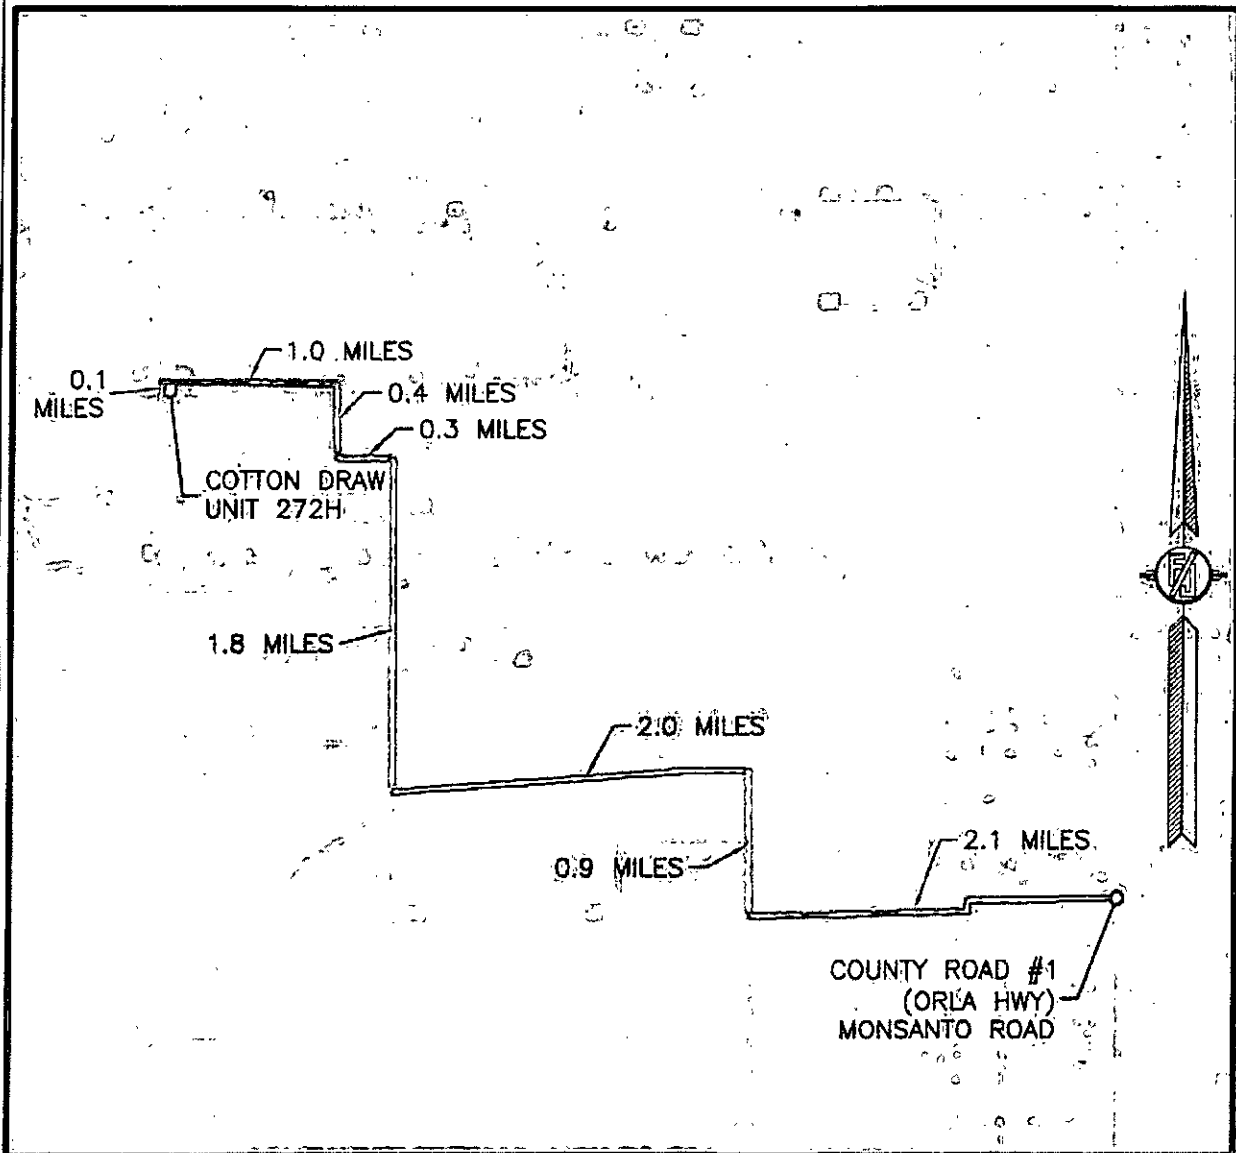 1.0 MILES
0.1
MILES
0.4 MILES
0.3 MILES
COTTON DRAW
UNIT 272H
1.8 MILES
2.0 MILES
2.1 MILES
0.9 MILES
COUNTY ROAD #1
(ORLA HWY)
MONSANTO ROAD